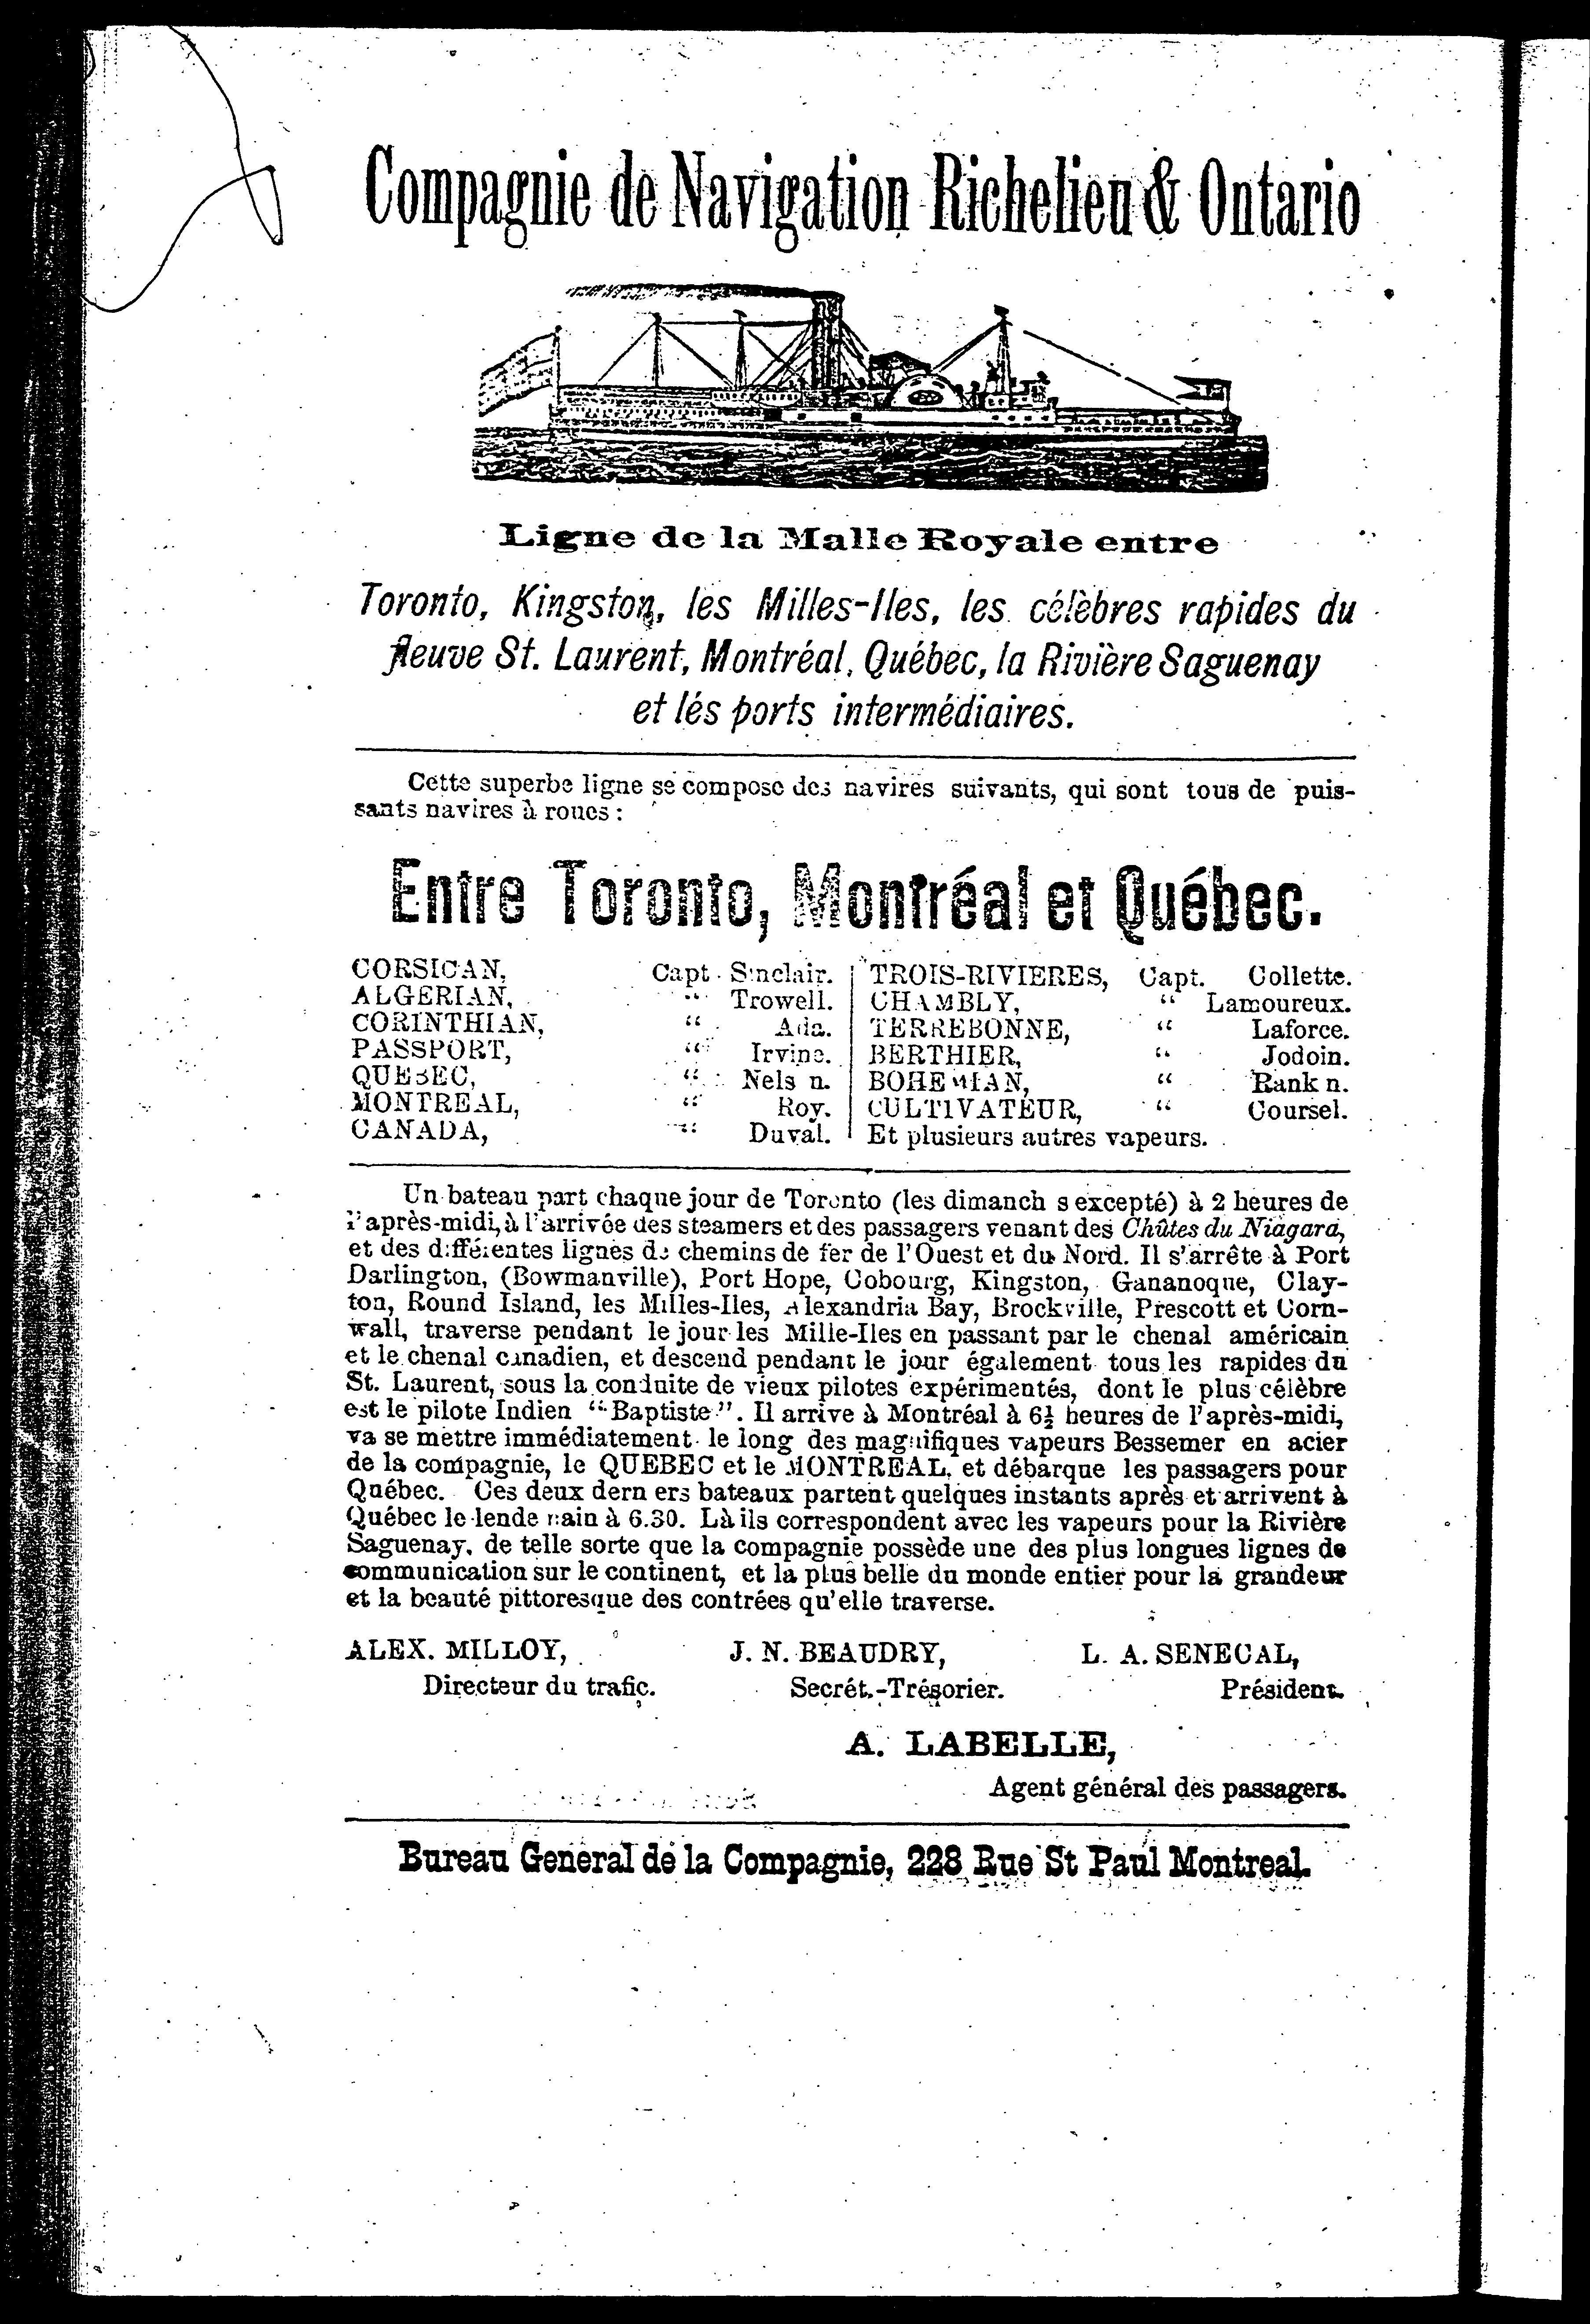 Compagnie de Navigation Richelieu & Ontario
Ligne de la Malle Royale entre
Toronto, Kingston, les Milles-Iles, les célèbres rapides du
fleuve St. Laurent, Montréal, Québec, la Rivière Saguenay
et lés ports intermédiaires.
Cette superbe ligne se compose des navires suivants, qui sont tous de puis-
sants navires à roues :
Entre Toronto, Montréal et Québec.
CORSICAN, Capt. Sinclair.
ALGERIAN, " Trowell.
CORINTHIAN, " Ada.
PASSPORT, " Irvine.
QUEBEC, " Nels n.
MONTREAL, " Roy.
CANADA, " Duval.
TROIS-RIVIERES, Capt. Collette.
CHAMBLY, " Lamoureux.
TERREBONNE, " Laforce.
BERTHIER, " Jodoin.
BOHEMIAN, " Rank n.
CULTIVATEUR, " Coursel.
Et plusieurs autres vapeurs.
Un bateau part chaque jour de Toronto (les dimanch s excepté) à 2 heures de
l'après-midi, à l'arrivée des steamers et des passagers venant des Chûtes du Niagara,
et des différentes lignes de chemins de fer de l'Ouest et du Nord. Il s'arrête à Port
Darlington, (Bowmanville), Port Hope, Cobourg, Kingston, Gananoque, Clay-
ton, Round Island, les Milles-Iles, Alexandria Bay, Brockville, Prescott et Corn-
wall, traverse pendant le jour les Mille-Iles en passant par le chenal américain
et le chenal canadien, et descend pendant le jour également tous les rapides du
St. Laurent, sous la conduite de vieux pilotes expérimentés, dont le plus célèbre
est le pilote Indien "Baptiste". Il arrive à Montréal à 6½ heures de l'après-midi,
va se mettre immédiatement le long des magnifiques vapeurs Bessemer en acier
de la compagnie, le QUEBEC et le MONTREAL, et débarque les passagers pour
Québec. Ces deux dern ers bateaux partent quelques instants après et arrivent à
Québec le lendemain à 6.30. Là ils correspondent avec les vapeurs pour la Rivière
Saguenay, de telle sorte que la compagnie possède une des plus longues lignes de
communication sur le continent, et la plus belle du monde entier pour la grandeur
et la beauté pittoresque des contrées qu'elle traverse.
ALEX. MILLOY, J. N. BEAUDRY, L. A. SENECAL,
Directeur du trafic. Secrét.-Trésorier. Président.
A. LABELLE,
Agent général des passagers.
Bureau General de la Compagnie, 228 Rue St Paul Montreal.